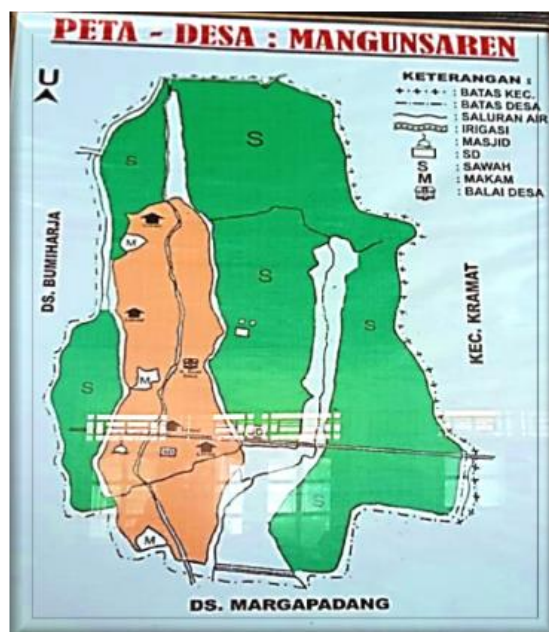 PETA - DESA : MANGUNSAREN
U
KETERANGAN :
: BATAS KEC.
: BATAS DESA
: SALURAN AIR
: IRIGASI
: MASJID
: SD
S : SAWAH
M : MAKAM
: BALAI DESA
S
S
M
DS. BUMIHARJA
S
S
KEC. KRAMAT
M
S
SD
S
M
DS. MARGAPADANG